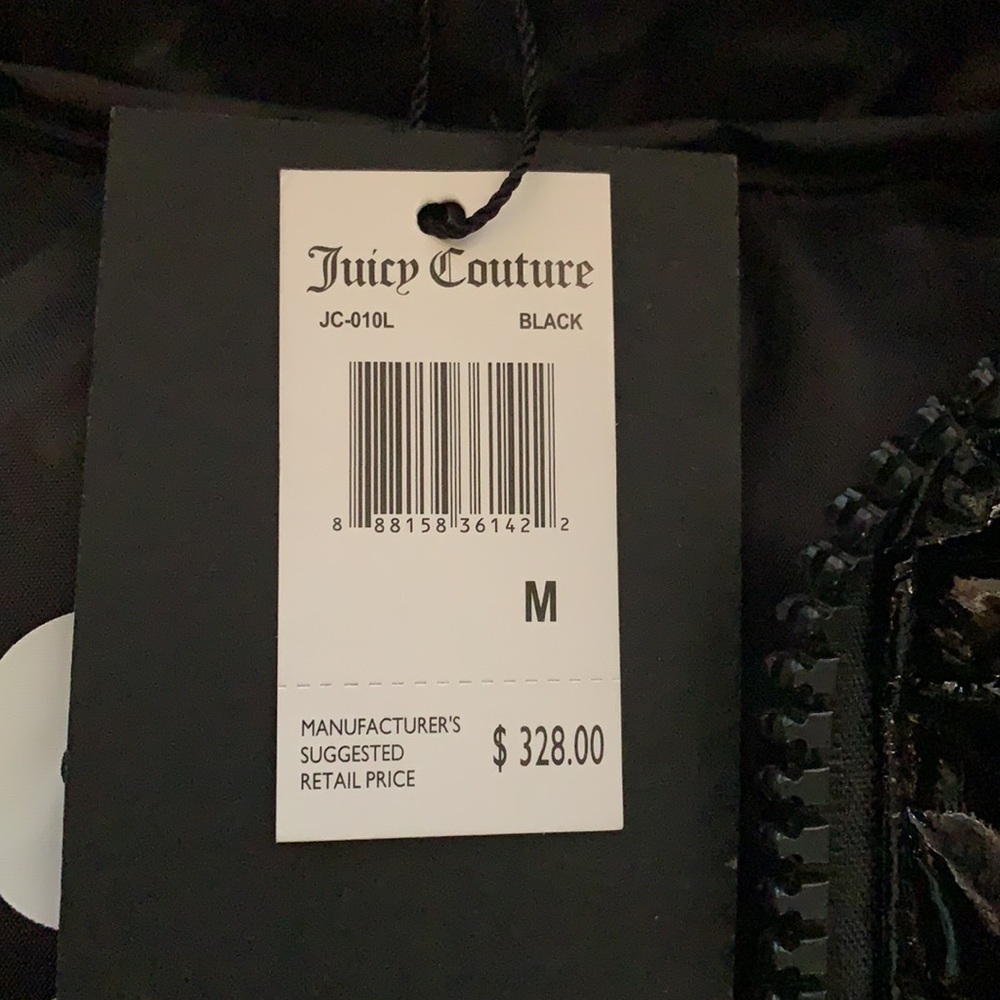 Juicy Couture
JC-010L BLACK
8 88158 36142 2
M
MANUFACTURER'S
SUGGESTED
RETAIL PRICE
$ 328.00